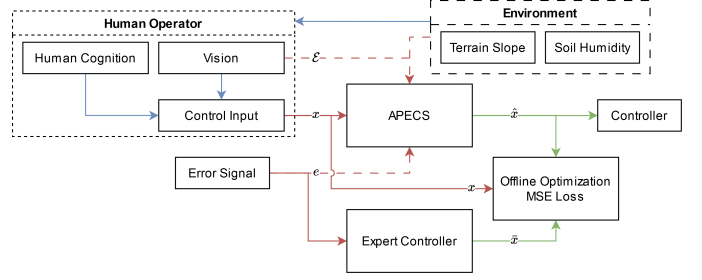 Human Operator
Environment
Human Cognition
Vision
ℰ
Terrain Slope
Soil Humidity
Control Input
x
APECS
x̂
Controller
Error Signal
e
x
Offline Optimization
MSE Loss
Expert Controller
x̄